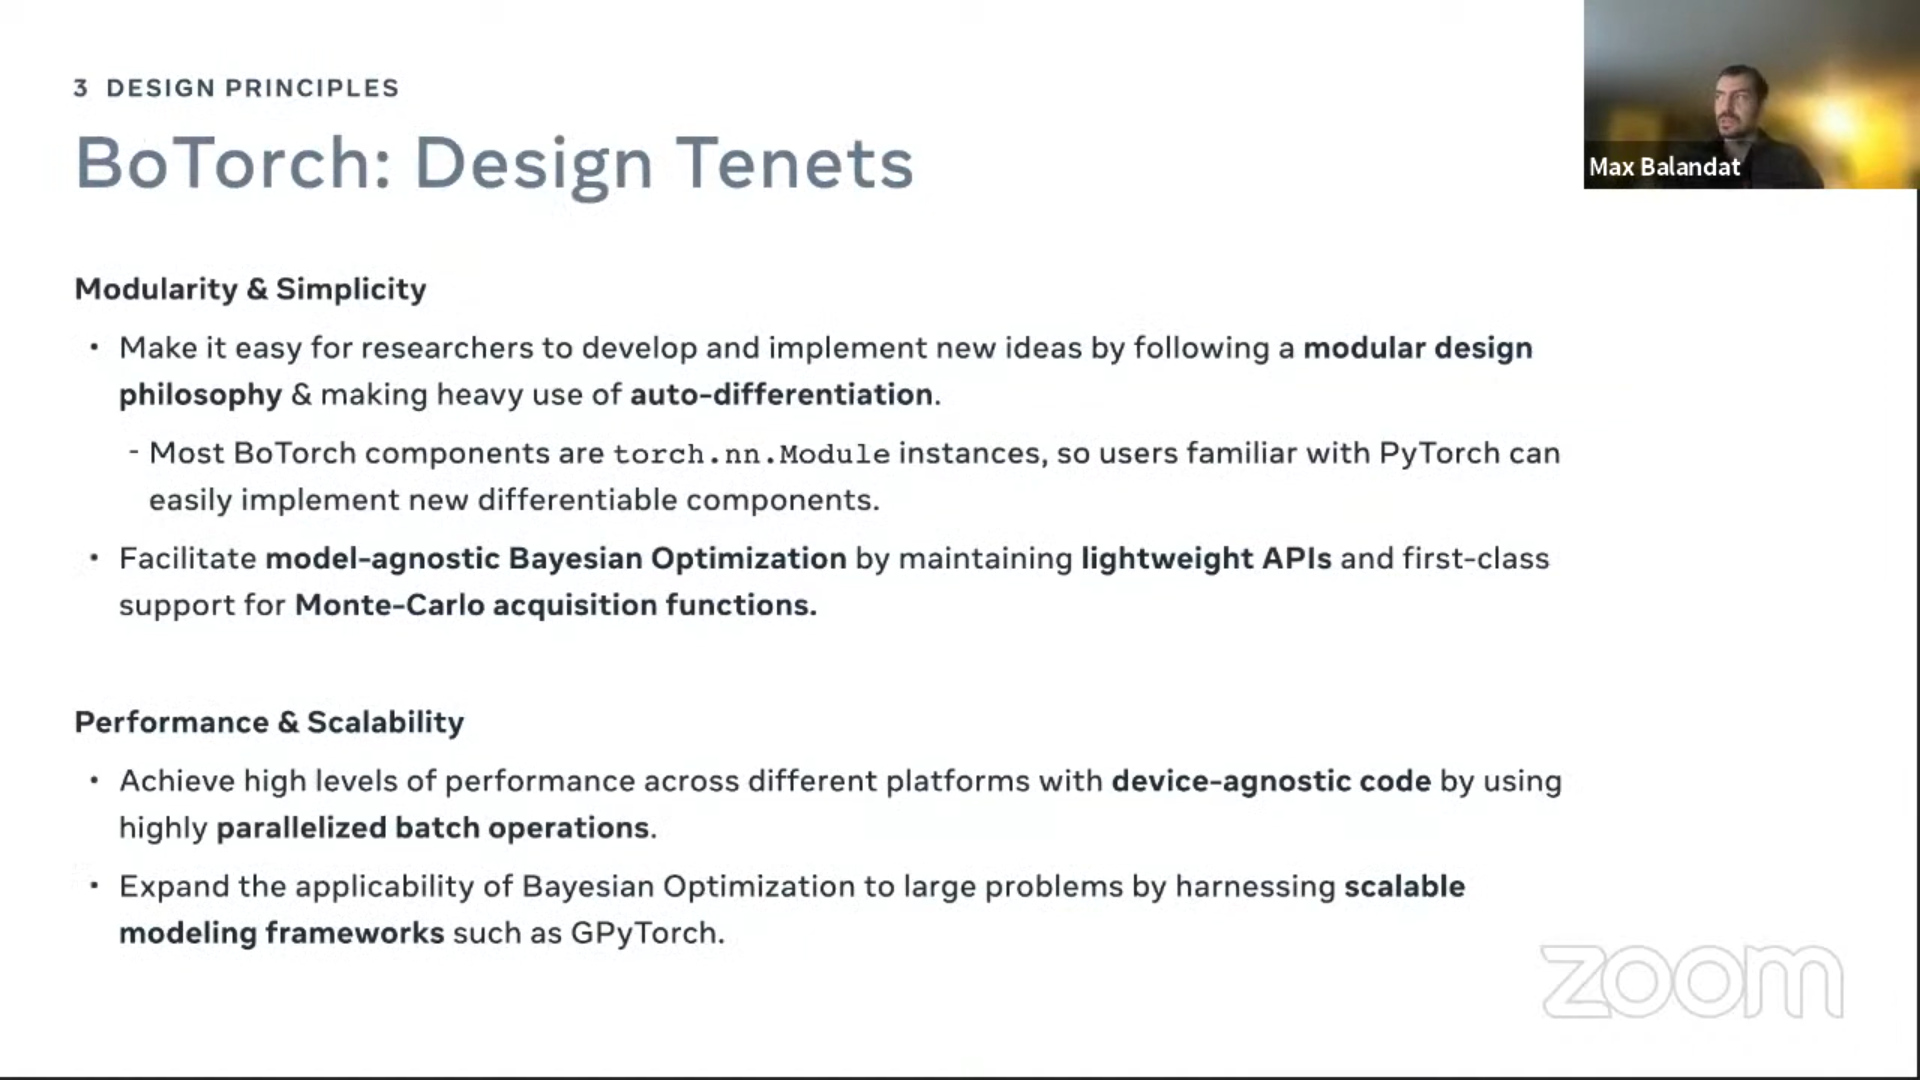 3 DESIGN PRINCIPLES
BoTorch: Design Tenets
Max Balandat
Modularity & Simplicity
• Make it easy for researchers to develop and implement new ideas by following a modular design
philosophy & making heavy use of auto-differentiation.
- Most BoTorch components are torch.nn.Module instances, so users familiar with PyTorch can
easily implement new differentiable components.
• Facilitate model-agnostic Bayesian Optimization by maintaining lightweight APIs and first-class
support for Monte-Carlo acquisition functions.
Performance & Scalability
• Achieve high levels of performance across different platforms with device-agnostic code by using
highly parallelized batch operations.
• Expand the applicability of Bayesian Optimization to large problems by harnessing scalable
modeling frameworks such as GPyTorch.
zoom